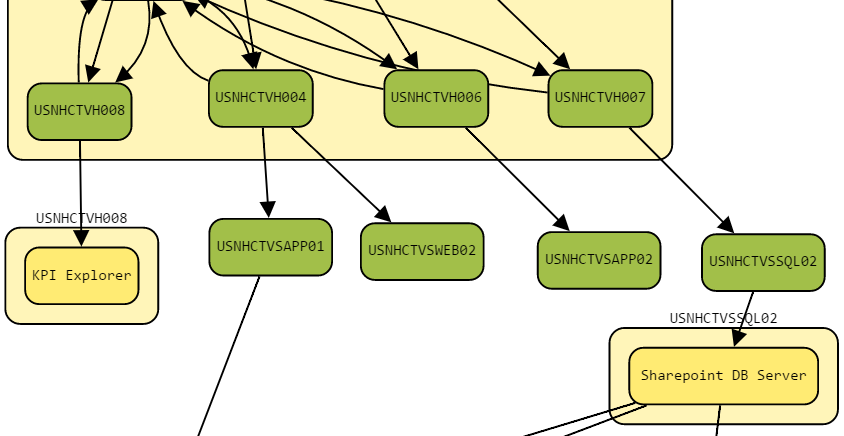 USNHCTVH008
USNHCTVH004
USNHCTVH006
USNHCTVH007
USNHCTVH008
KPI Explorer
USNHCTVSAPP01
USNHCTVSWEB02
USNHCTVSAPP02
USNHCTVSSQL02
USNHCTVSSQL02
Sharepoint DB Server